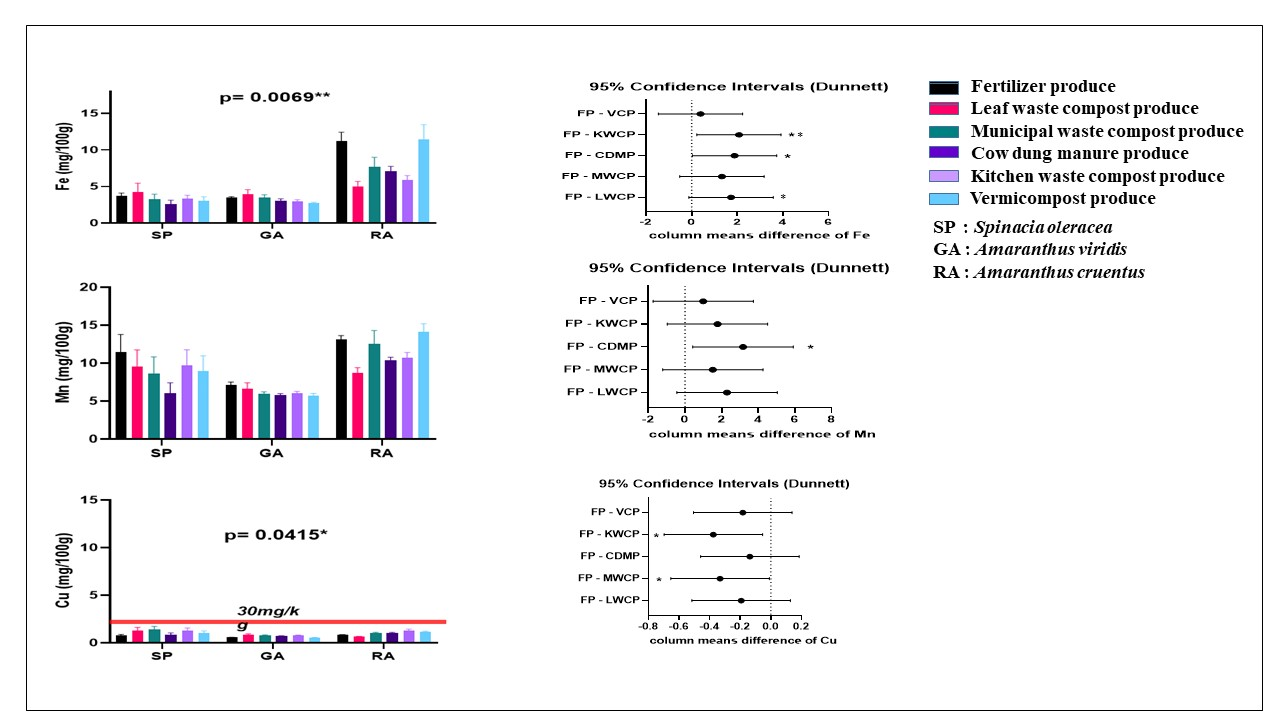 p= 0.0069**
Fe (mg/100g)
15
10
5
0
SP
GA
RA
95% Confidence Intervals (Dunnett)
FP - VCP
FP - KWCP
**
FP - CDMP
*
FP - MWCP
FP - LWCP
*
-2
0
2
4
6
column means difference of Fe
Fertilizer produce
Leaf waste compost produce
Municipal waste compost produce
Cow dung manure produce
Kitchen waste compost produce
Vermicompost produce
SP : Spinacia oleracea
GA : Amaranthus viridis
RA : Amaranthus cruentus
Mn (mg/100g)
20
15
10
5
0
SP
GA
RA
95% Confidence Intervals (Dunnett)
FP - VCP
FP - KWCP
FP - CDMP
*
FP - MWCP
FP - LWCP
-2
0
2
4
6
8
column means difference of Mn
Cu (mg/100g)
15
10
5
0
p= 0.0415*
30mg/k
g
SP
GA
RA
95% Confidence Intervals (Dunnett)
FP - VCP
FP - KWCP
*
FP - CDMP
FP - MWCP
*
FP - LWCP
-0.8
-0.6
-0.4
-0.2
0.0
0.2
column means difference of Cu